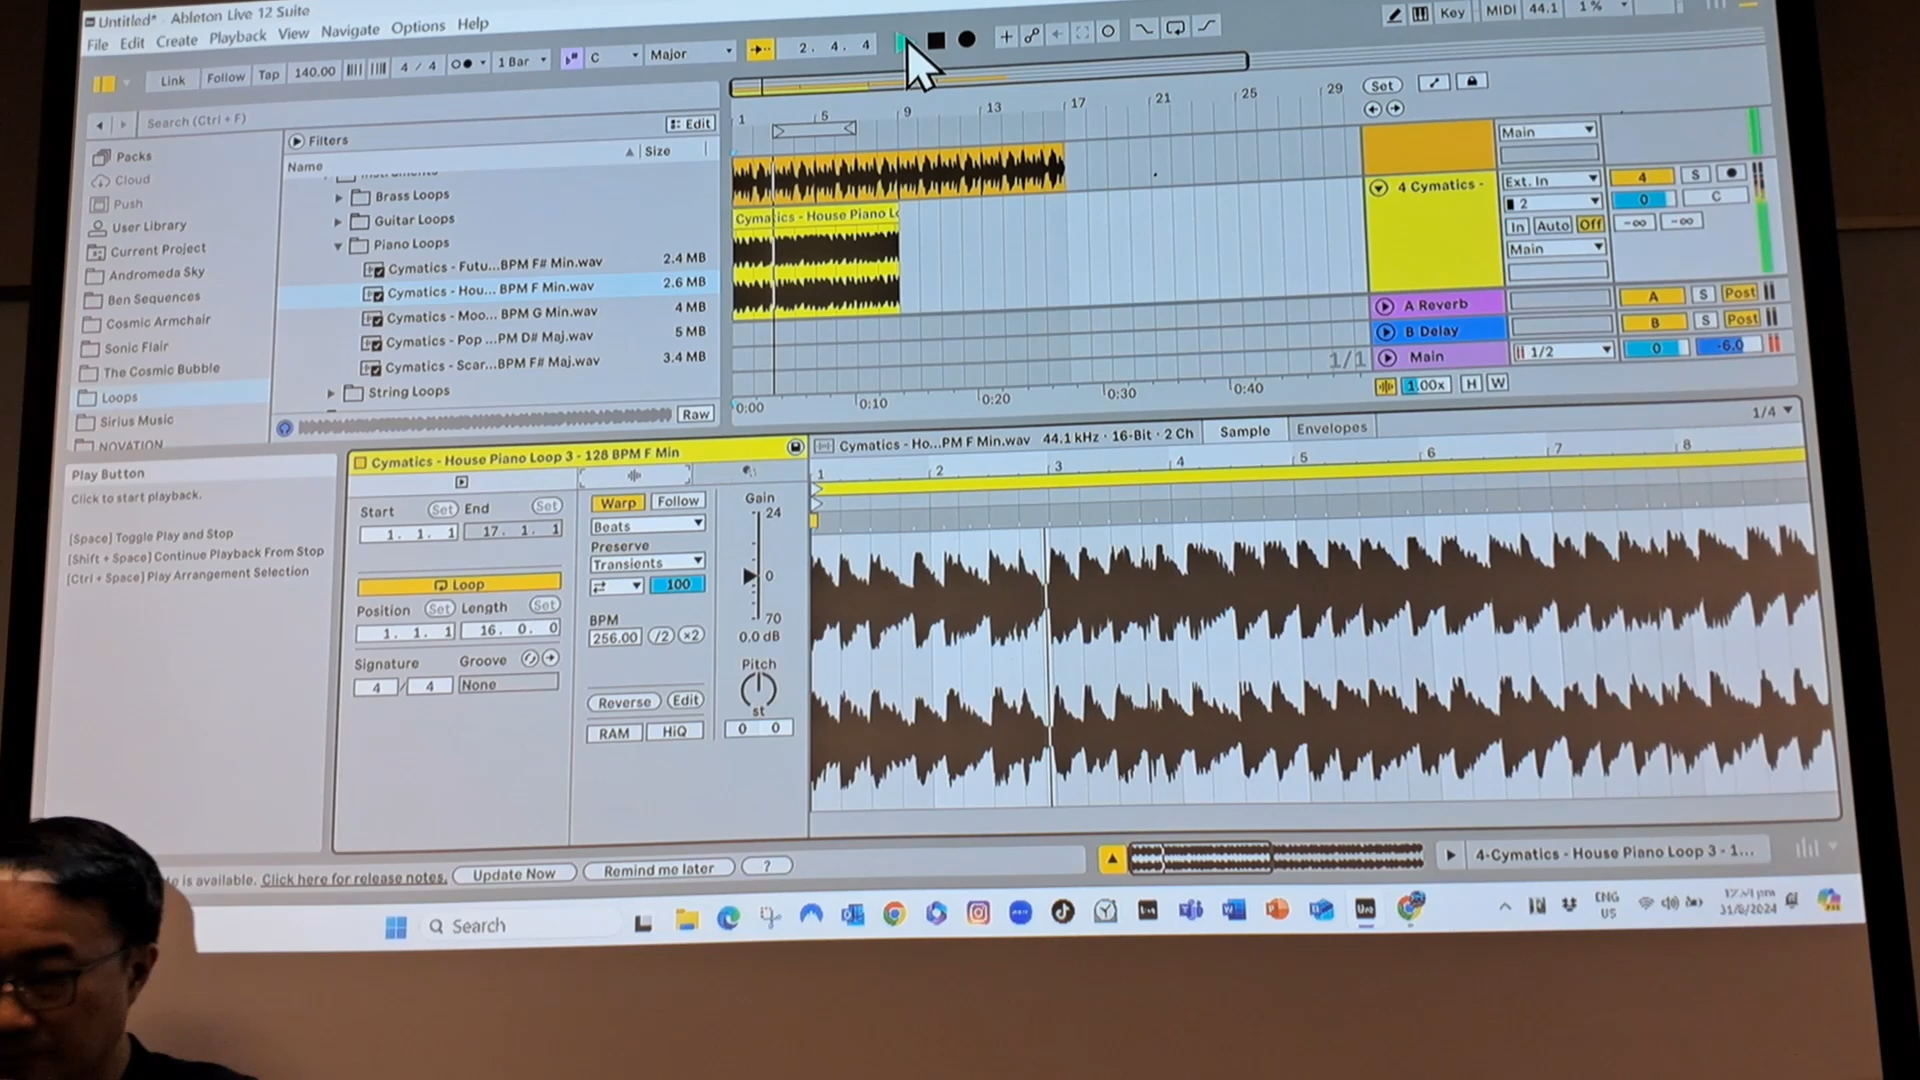 Untitled* - Ableton Live 12 Suite
File Edit Create Playback View Navigate Options Help
Link Follow Tap 140.00 4 / 4 1 Bar C Major 2. 4. 4 Key MIDI 44.1 1 %
Search (Ctrl + F)
Packs
Cloud
Push
User Library
Current Project
Andromeda Sky
Ben Sequences
Cosmic Armchair
Sonic Flair
The Cosmic Bubble
Loops
Sirius Music
NOVATION
Filters Edit
Name Size
Brass Loops
Guitar Loops
Piano Loops
Cymatics - Futu...BPM F# Min.wav 2.4 MB
Cymatics - Hou... BPM F Min.wav 2.6 MB
Cymatics - Moo... BPM G Min.wav 4 MB
Cymatics - Pop ...PM D# Maj.wav 5 MB
Cymatics - Scar...BPM F# Maj.wav 3.4 MB
String Loops
Raw
1 5 9 13 17 21 25 29
Set
Cymatics - House Piano Lo
Main
4 Cymatics -
Ext. In 4 S
2 0 C
In Auto Off -∞ -∞
Main
A Reverb A S Post
B Delay B S Post
1/1 Main 1/2 0 -6.0
0:00 0:10 0:20 0:30 0:40
1.00x H W
Play Button
Click to start playback.
[Space] Toggle Play and Stop
[Shift + Space] Continue Playback From Stop
[Ctrl + Space] Play Arrangement Selection
Cymatics - House Piano Loop 3 - 128 BPM F Min
Start Set End Set
1. 1. 1 17. 1. 1
Loop
Position Set Length Set
1. 1. 1 16. 0. 0
Signature Groove
4 / 4 None
Warp Follow
Beats
Preserve
Transients
100
BPM
256.00 /2 ×2
Reverse Edit
RAM HiQ
Gain
24
0
70
0.0 dB
Pitch
st
0 0
Cymatics - Ho...PM F Min.wav 44.1 kHz · 16-Bit · 2 Ch Sample Envelopes 1/4
1 2 3 4 5 6 7 8
is available. Click here for release notes. Update Now Remind me later ?
4-Cymatics - House Piano Loop 3 - 1...
Search
ENG
US
31/8/2024